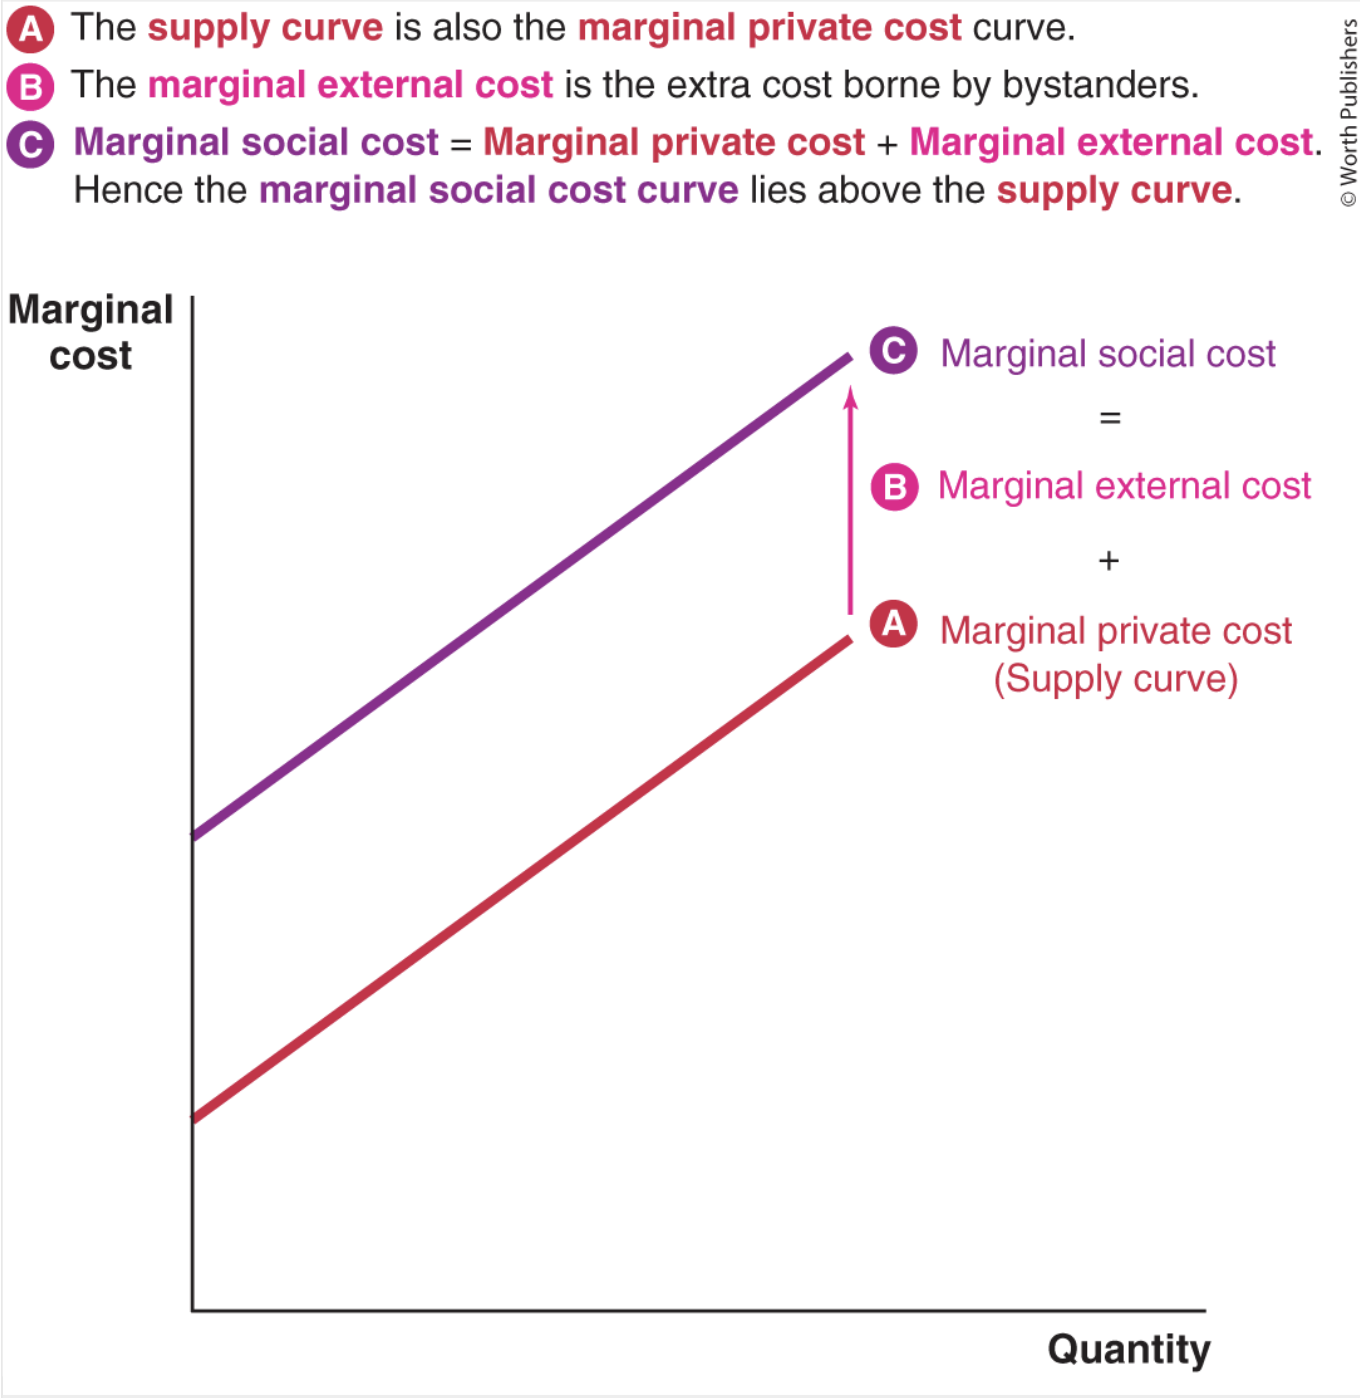 A The supply curve is also the marginal private cost curve.
B The marginal external cost is the extra cost borne by bystanders.
C Marginal social cost = Marginal private cost + Marginal external cost.
Hence the marginal social cost curve lies above the supply curve.
© Worth Publishers
Marginal
cost
C Marginal social cost
=
B Marginal external cost
+
A Marginal private cost
(Supply curve)
Quantity